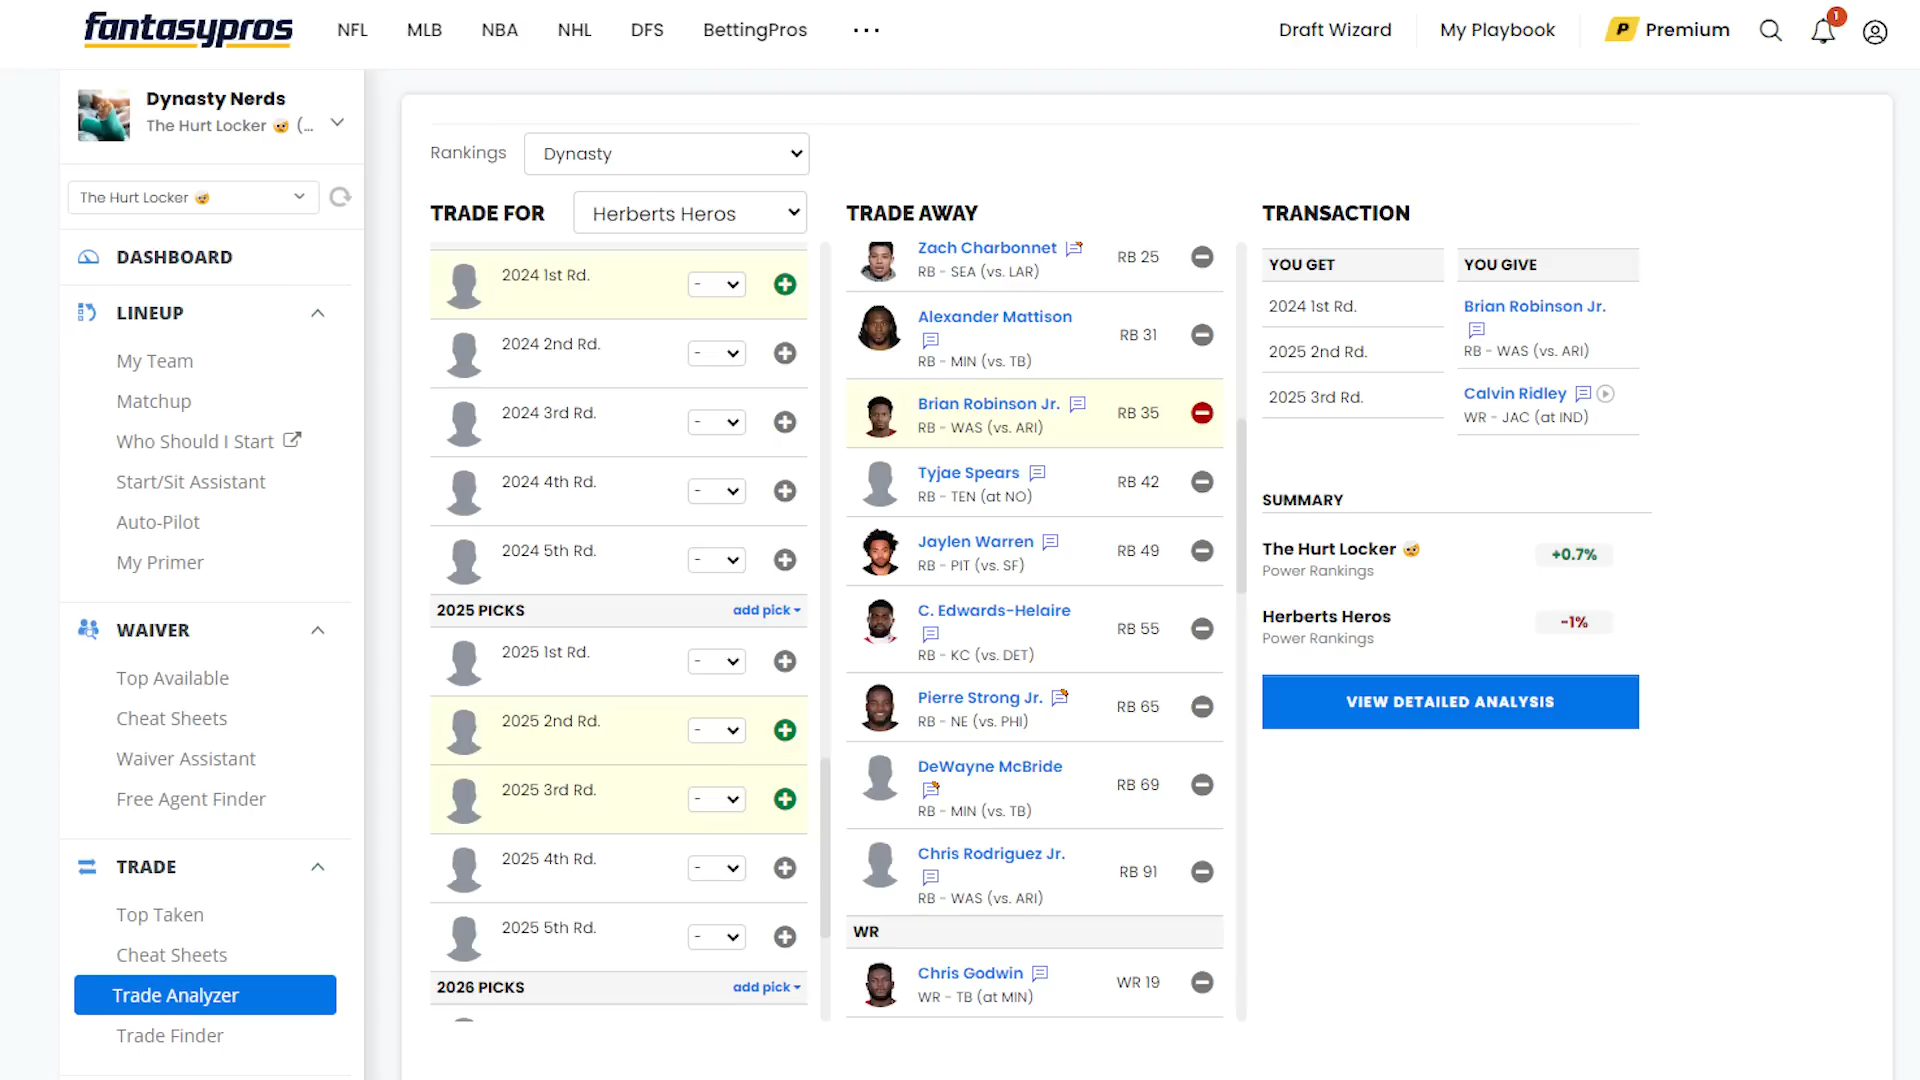 fantasypros
NFL
MLB
NBA
NHL
DFS
BettingPros
Draft Wizard
My Playbook
P Premium
1
Dynasty Nerds
The Hurt Locker 🤕 (...
The Hurt Locker 🤕
DASHBOARD
LINEUP
My Team
Matchup
Who Should I Start
Start/Sit Assistant
Auto-Pilot
My Primer
WAIVER
Top Available
Cheat Sheets
Waiver Assistant
Free Agent Finder
TRADE
Top Taken
Cheat Sheets
Trade Analyzer
Trade Finder
Rankings
Dynasty
TRADE FOR
Herberts Heros
2024 1st Rd.
-
2024 2nd Rd.
-
2024 3rd Rd.
-
2024 4th Rd.
-
2024 5th Rd.
-
2025 PICKS
add pick
2025 1st Rd.
-
2025 2nd Rd.
-
2025 3rd Rd.
-
2025 4th Rd.
-
2025 5th Rd.
-
2026 PICKS
add pick
TRADE AWAY
Zach Charbonnet
RB - SEA (vs. LAR)
RB 25
Alexander Mattison
RB - MIN (vs. TB)
RB 31
Brian Robinson Jr.
RB - WAS (vs. ARI)
RB 35
Tyjae Spears
RB - TEN (at NO)
RB 42
Jaylen Warren
RB - PIT (vs. SF)
RB 49
C. Edwards-Helaire
RB - KC (vs. DET)
RB 55
Pierre Strong Jr.
RB - NE (vs. PHI)
RB 65
DeWayne McBride
RB - MIN (vs. TB)
RB 69
Chris Rodriguez Jr.
RB - WAS (vs. ARI)
RB 91
WR
Chris Godwin
WR - TB (at MIN)
WR 19
TRANSACTION
YOU GET
2024 1st Rd.
2025 2nd Rd.
2025 3rd Rd.
YOU GIVE
Brian Robinson Jr.
RB - WAS (vs. ARI)
Calvin Ridley
WR - JAC (at IND)
SUMMARY
The Hurt Locker 🤕
Power Rankings
+0.7%
Herberts Heros
Power Rankings
-1%
VIEW DETAILED ANALYSIS